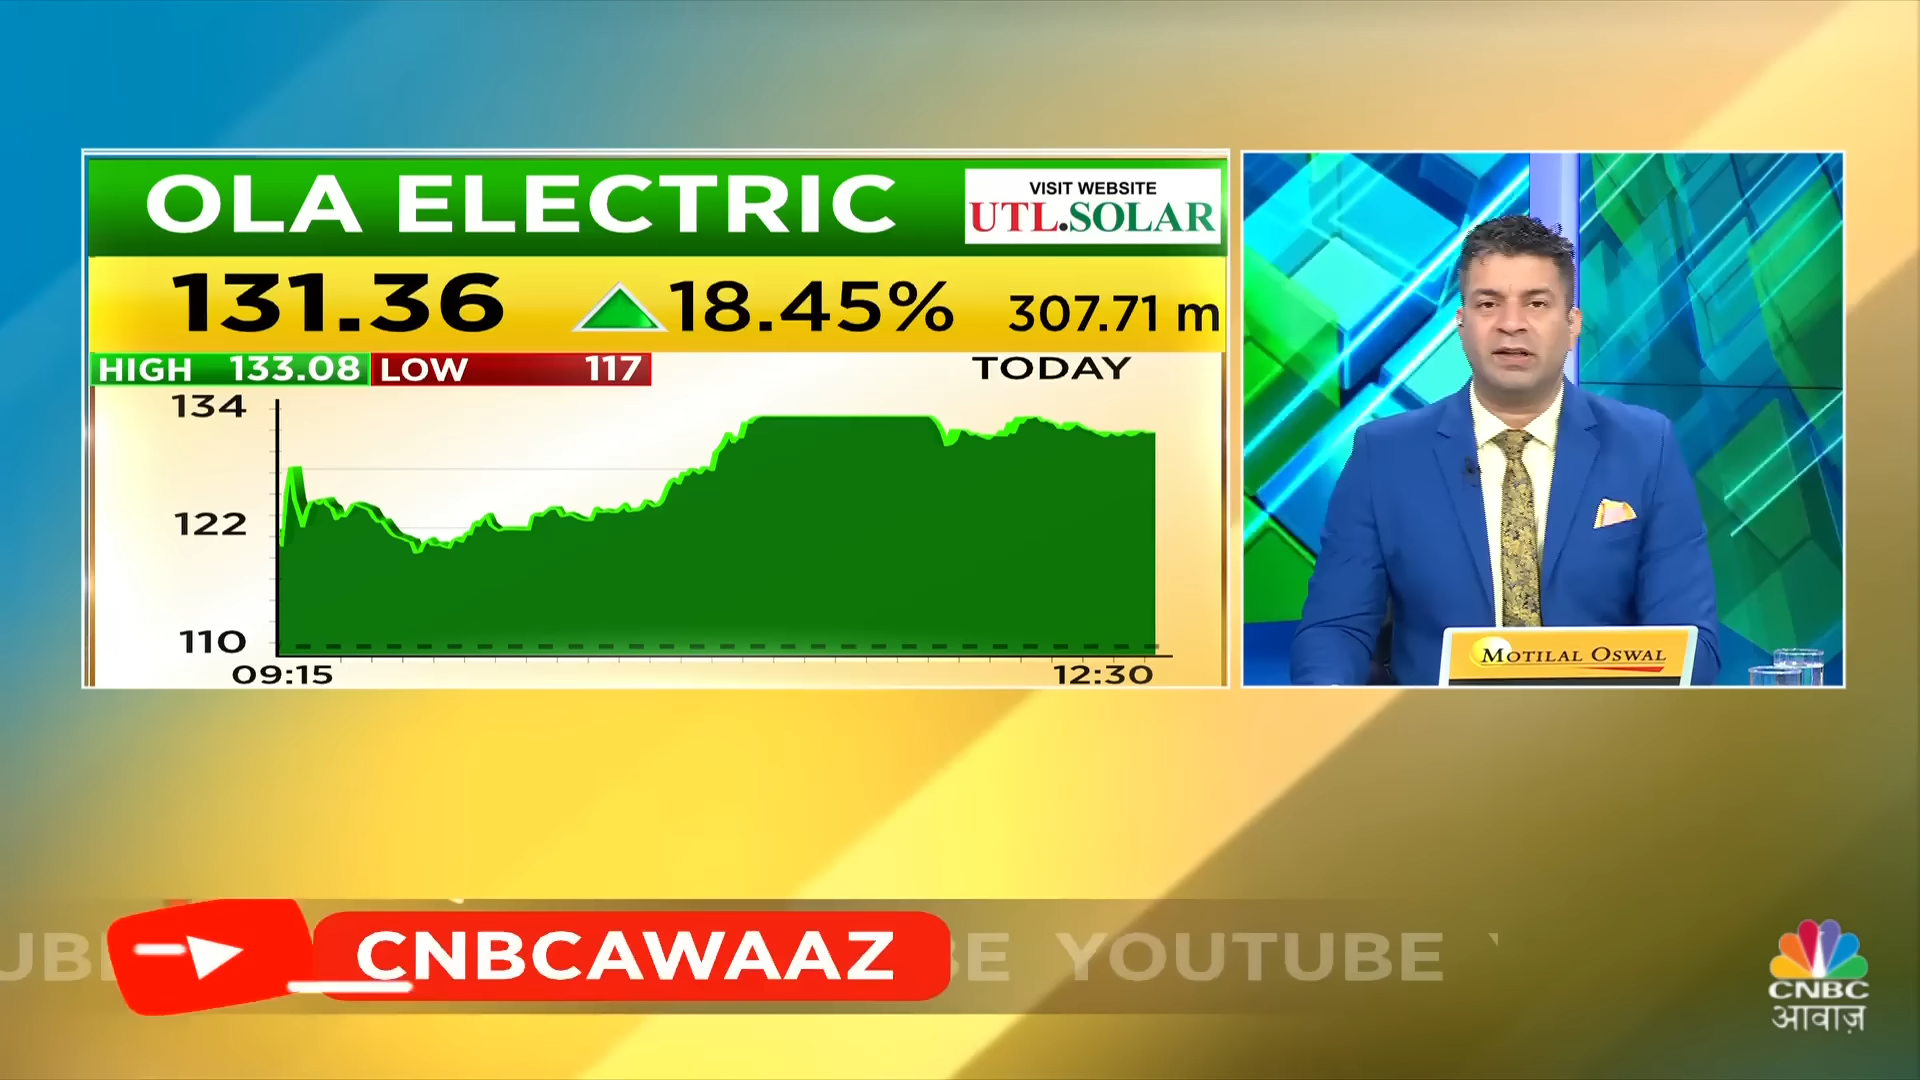 OLA ELECTRIC
VISIT WEBSITE
UTL.SOLAR
131.36 18.45% 307.71 m
HIGH 133.08 LOW 117 TODAY
134
122
110
09:15 12:30
MOTILAL OSWAL
CNBCAWAAZ
YOUTUBE
CNBC
आवाज़